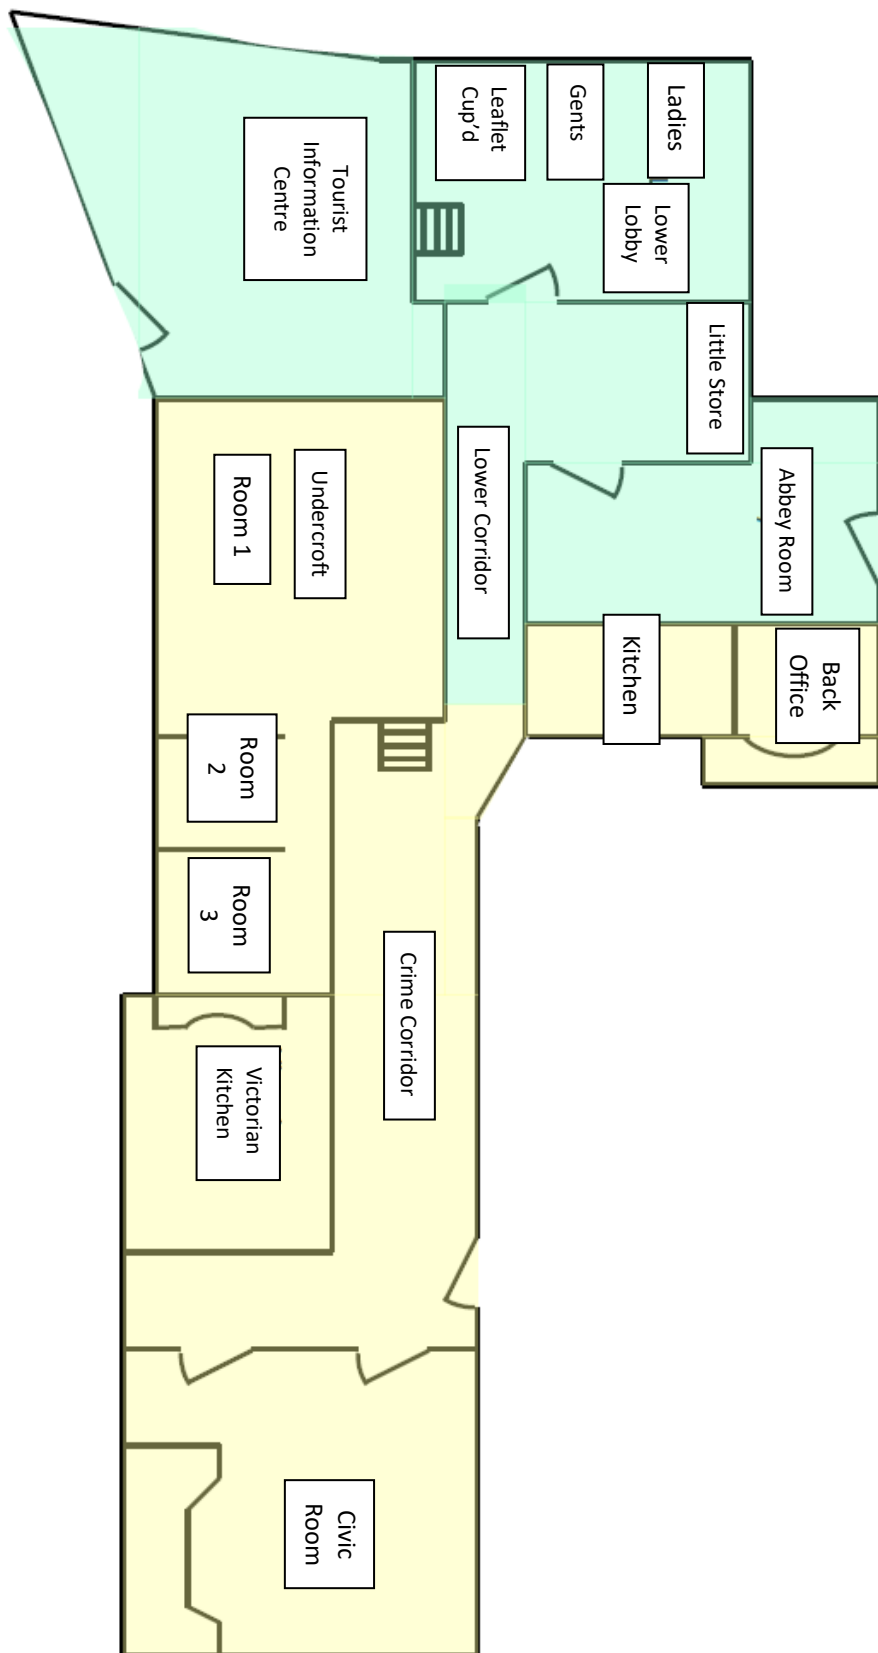 Tourist
Information
Centre
Leaflet
Cup'd
Gents
Ladies
Lower
Lobby
Little Store
Lower Corridor
Abbey Room
Undercroft
Room 1
Kitchen
Back
Office
Room
2
Room
3
Crime Corridor
Victorian
Kitchen
Civic
Room